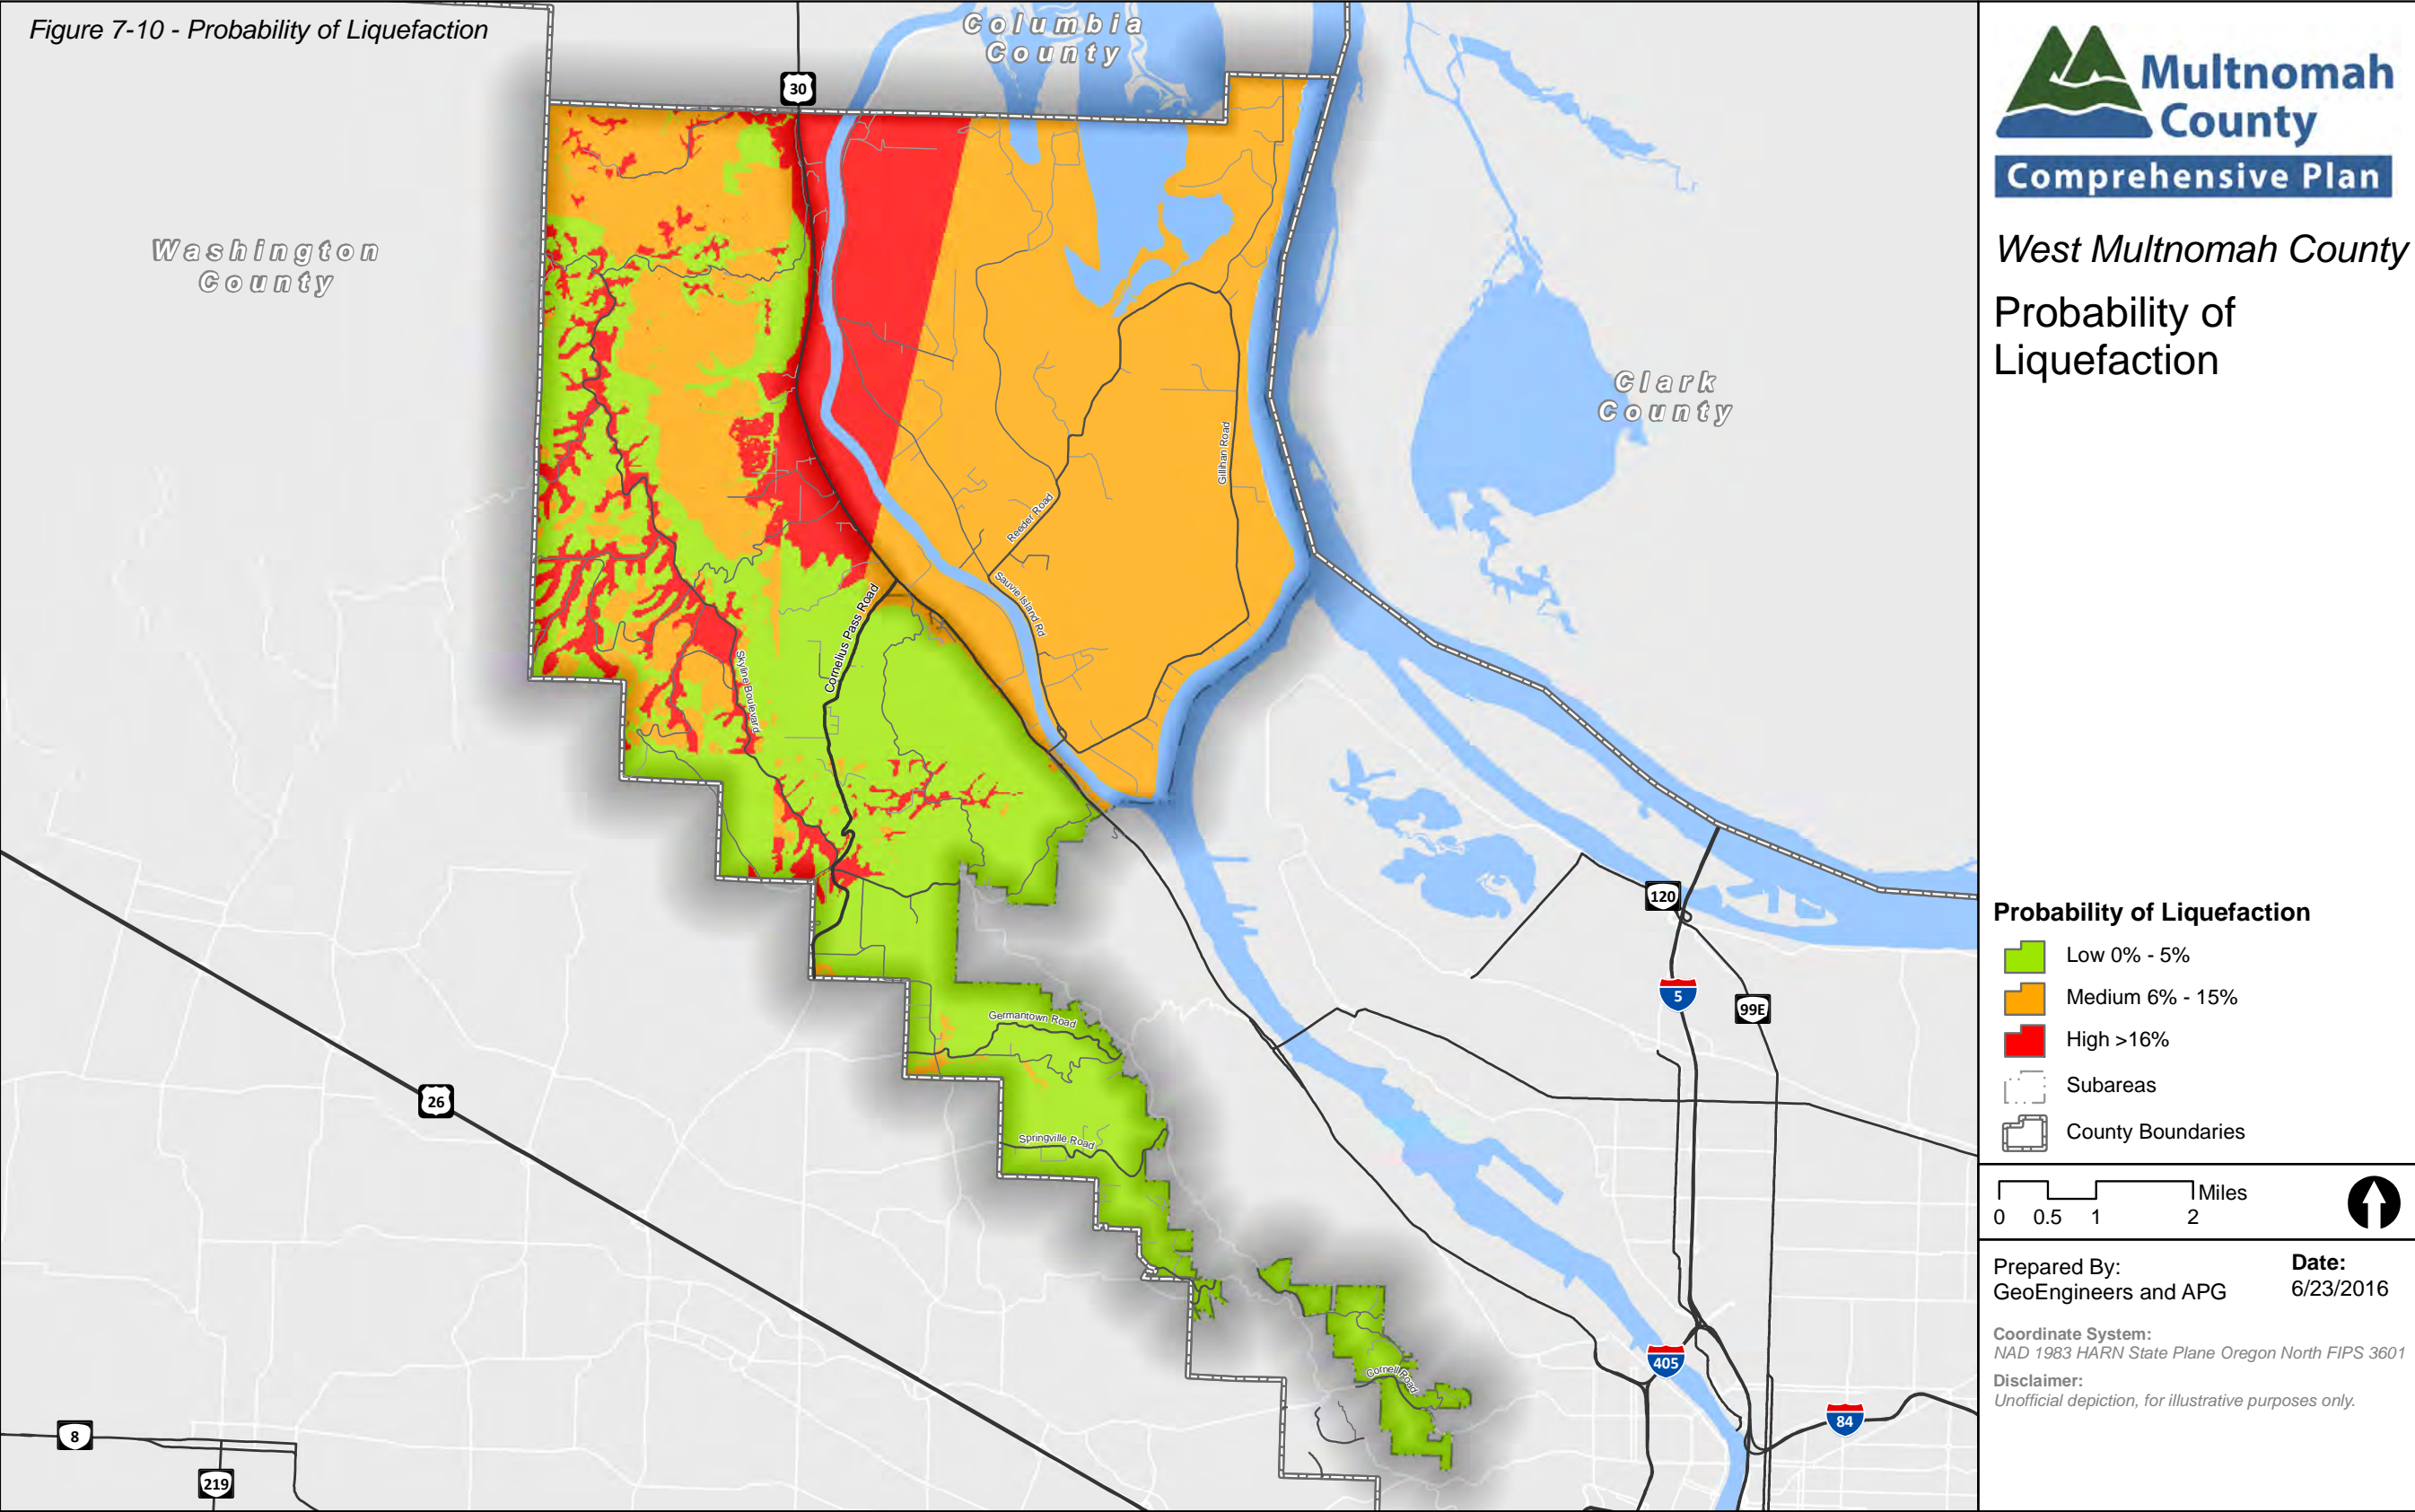 Figure 7-10 - Probability of Liquefaction
Columbia
County
30
Washington
County
Clark
County
Gillihan Road
Reeder Road
Sauvie Island Rd
Cornelius Pass Road
Skyline Boulevard
120
5
99E
Germantown Road
26
Springville Road
Cornell Road
405
84
8
219
Multnomah
County
Comprehensive Plan
West Multnomah County
Probability of
Liquefaction
Probability of Liquefaction
Low 0% - 5%
Medium 6% - 15%
High >16%
Subareas
County Boundaries
Miles
0 0.5 1 2
Prepared By:
GeoEngineers and APG
Date:
6/23/2016
Coordinate System:
NAD 1983 HARN State Plane Oregon North FIPS 3601
Disclaimer:
Unofficial depiction, for illustrative purposes only.